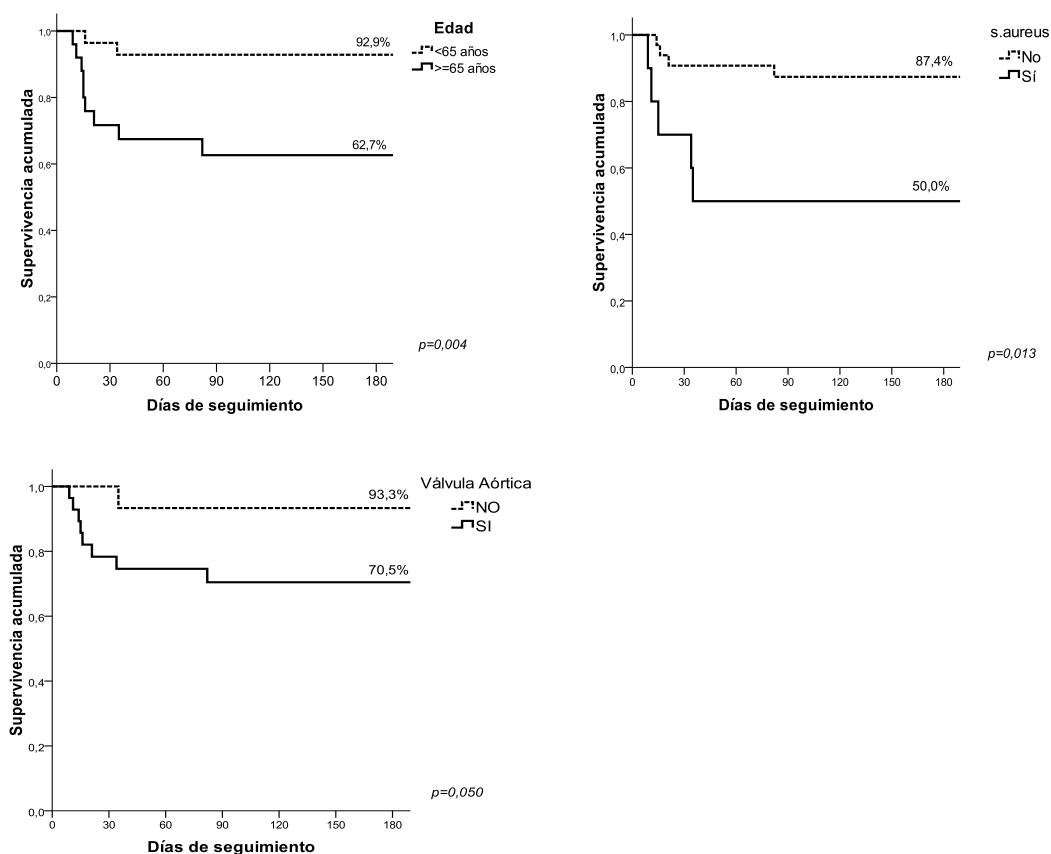 Edad
<65 años
>=65 años
92,9%
62,7%
1,0
0,8
0,6
0,4
0,2
0,0
Supervivencia acumulada
p=0,004
0 30 60 90 120 150 180
Días de seguimiento
s.aureus
No
Sí
87,4%
50,0%
1,0
0,8
0,6
0,4
0,2
0,0
Supervivencia acumulada
p=0,013
0 30 60 90 120 150 180
Días de seguimiento
Válvula Aórtica
NO
SI
93,3%
70,5%
1,0
0,8
0,6
0,4
0,2
0,0
Supervivencia acumulada
p=0,050
0 30 60 90 120 150 180
Días de seguimiento